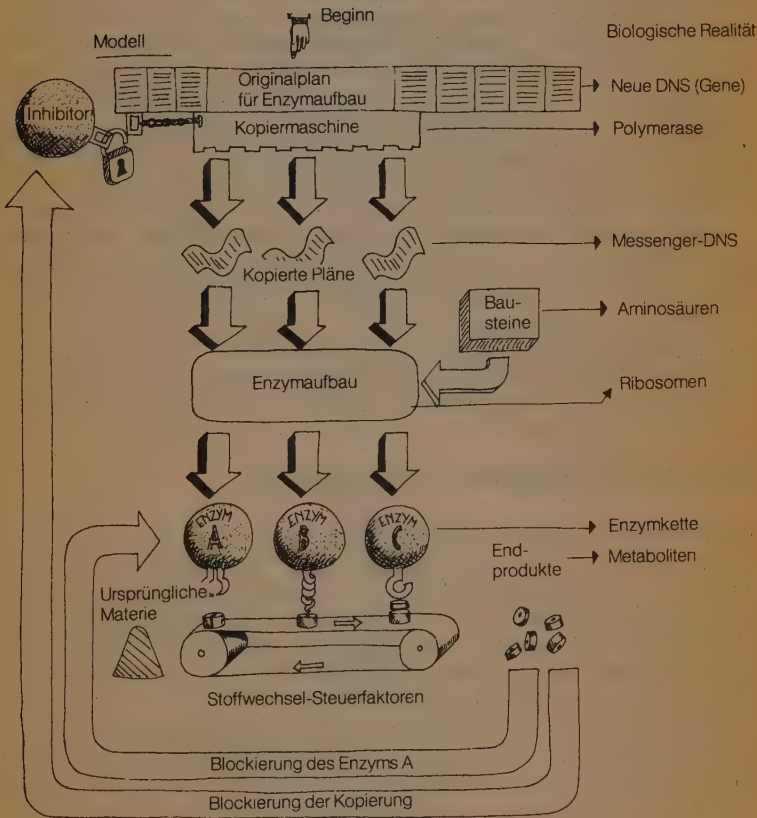 Beginn
Modell
Biologische Realität
Originalplan
für Enzymaufbau
Neue DNS (Gene)
Inhibitor
Kopiermaschine
Polymerase
Messenger-DNS
Kopierte Pläne
Bau-
steine
Aminosäuren
Enzymaufbau
Ribosomen
ENZYM
A
ENZYM
B
ENZYM
C
Enzymkette
End-
produkte
Metaboliten
Ursprüngliche
Materie
Stoffwechsel-Steuerfaktoren
Blockierung des Enzyms A
Blockierung der Kopierung